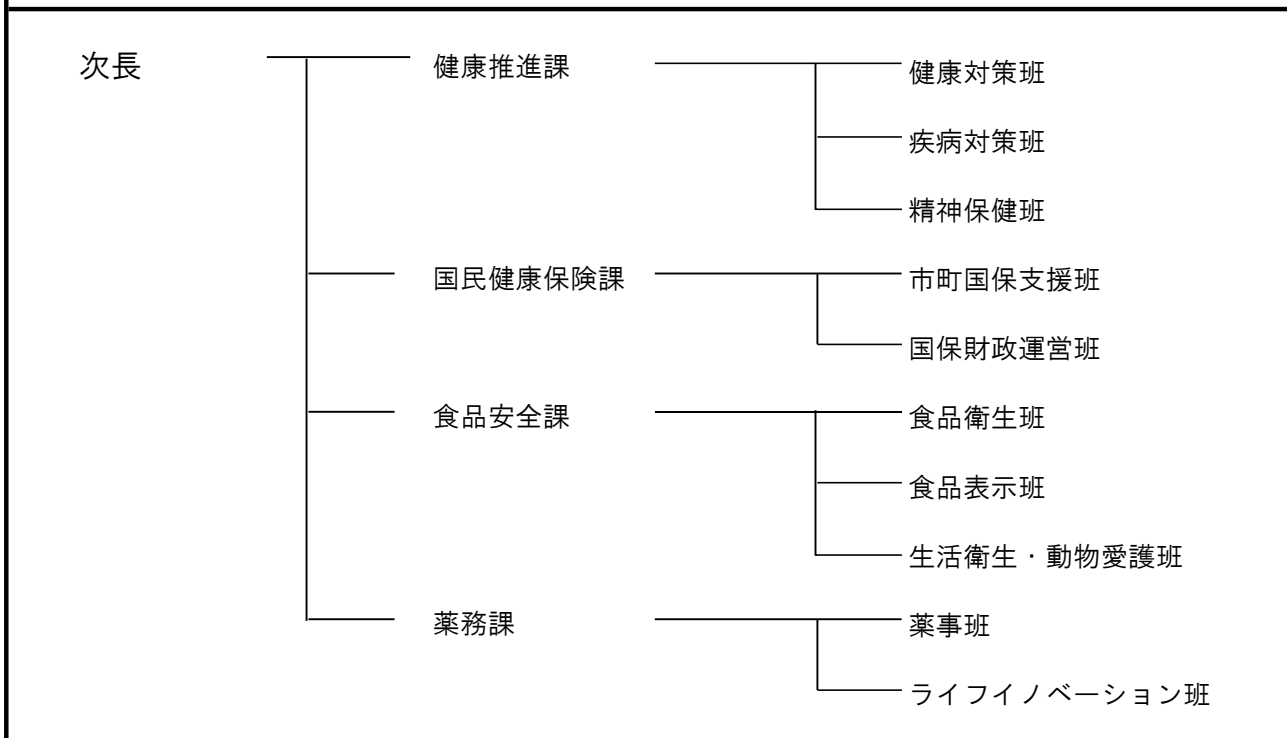 次長
健康推進課
健康対策班
疾病対策班
精神保健班
国民健康保険課
市町国保支援班
国保財政運営班
食品安全課
食品衛生班
食品表示班
生活衛生・動物愛護班
薬務課
薬事班
ライフイノベーション班